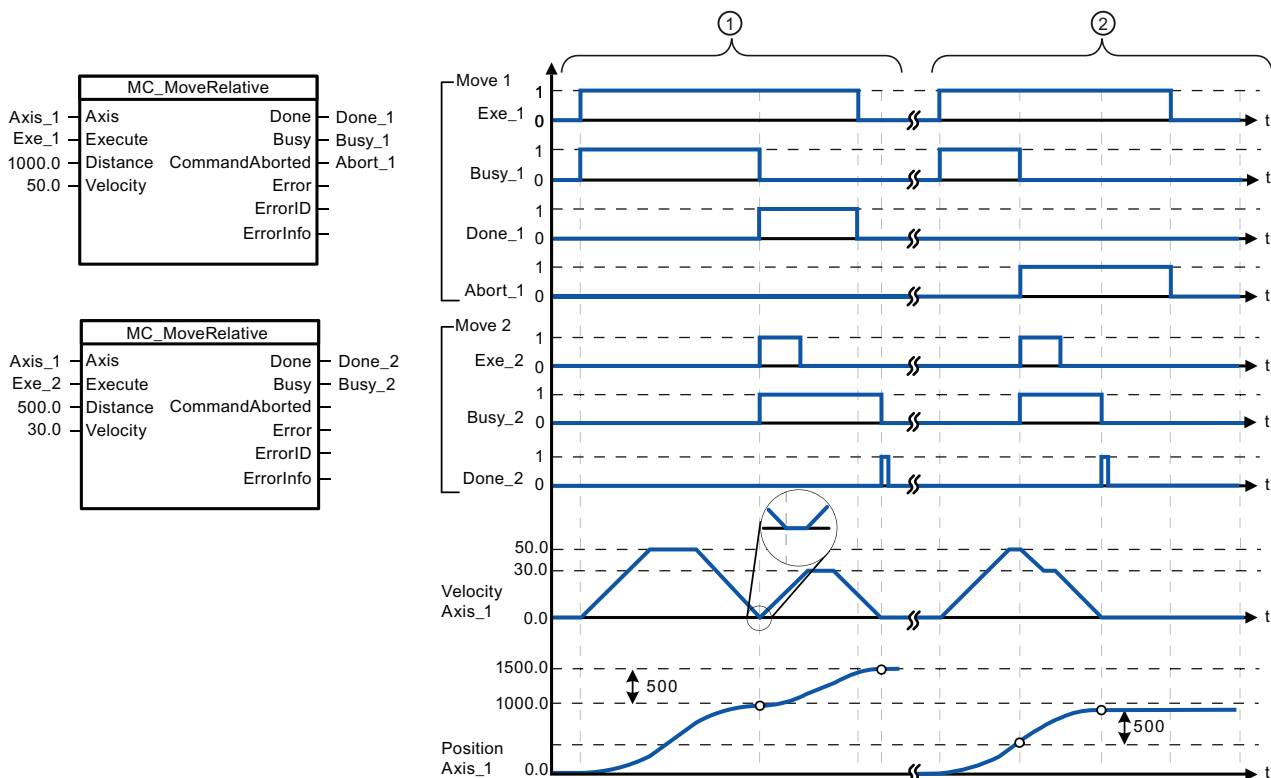 1
2
MC_MoveRelative
Axis_1 Axis Done Done_1
Exe_1 Execute Busy Busy_1
1000.0 Distance CommandAborted Abort_1
50.0 Velocity Error
ErrorID
ErrorInfo
MC_MoveRelative
Axis_1 Axis Done Done_2
Exe_2 Execute Busy Busy_2
500.0 Distance CommandAborted
30.0 Velocity Error
ErrorID
ErrorInfo
Move 1
1
Exe_1 0 t
1
Busy_1 0 t
1
Done_1 0 t
1
Abort_1 0 t
Move 2
1
Exe_2 0 t
1
Busy_2 0 t
1
Done_2 0 t
50.0
30.0
Velocity
Axis_1
0.0 t
1500.0
500
1000.0
500
Position
Axis_1
0.0 t